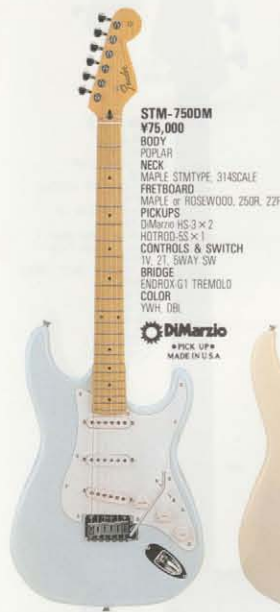 Fender
STM-750DM
¥75,000
BODY
POPLAR
NECK
MAPLE STMTYPE, 314SCALE
FRETBOARD
MAPLE or ROSEWOOD, 250R, 22F
PICKUPS
DiMarzio HS-3×2
HOTROD-5S×1
CONTROLS & SWITCH
1V, 2T, 5WAY SW
BRIDGE
ENDROX-G1 TREMOLO
COLOR
YWH, DBL
DiMarzio
●PICK UP●
MADE IN U.S.A